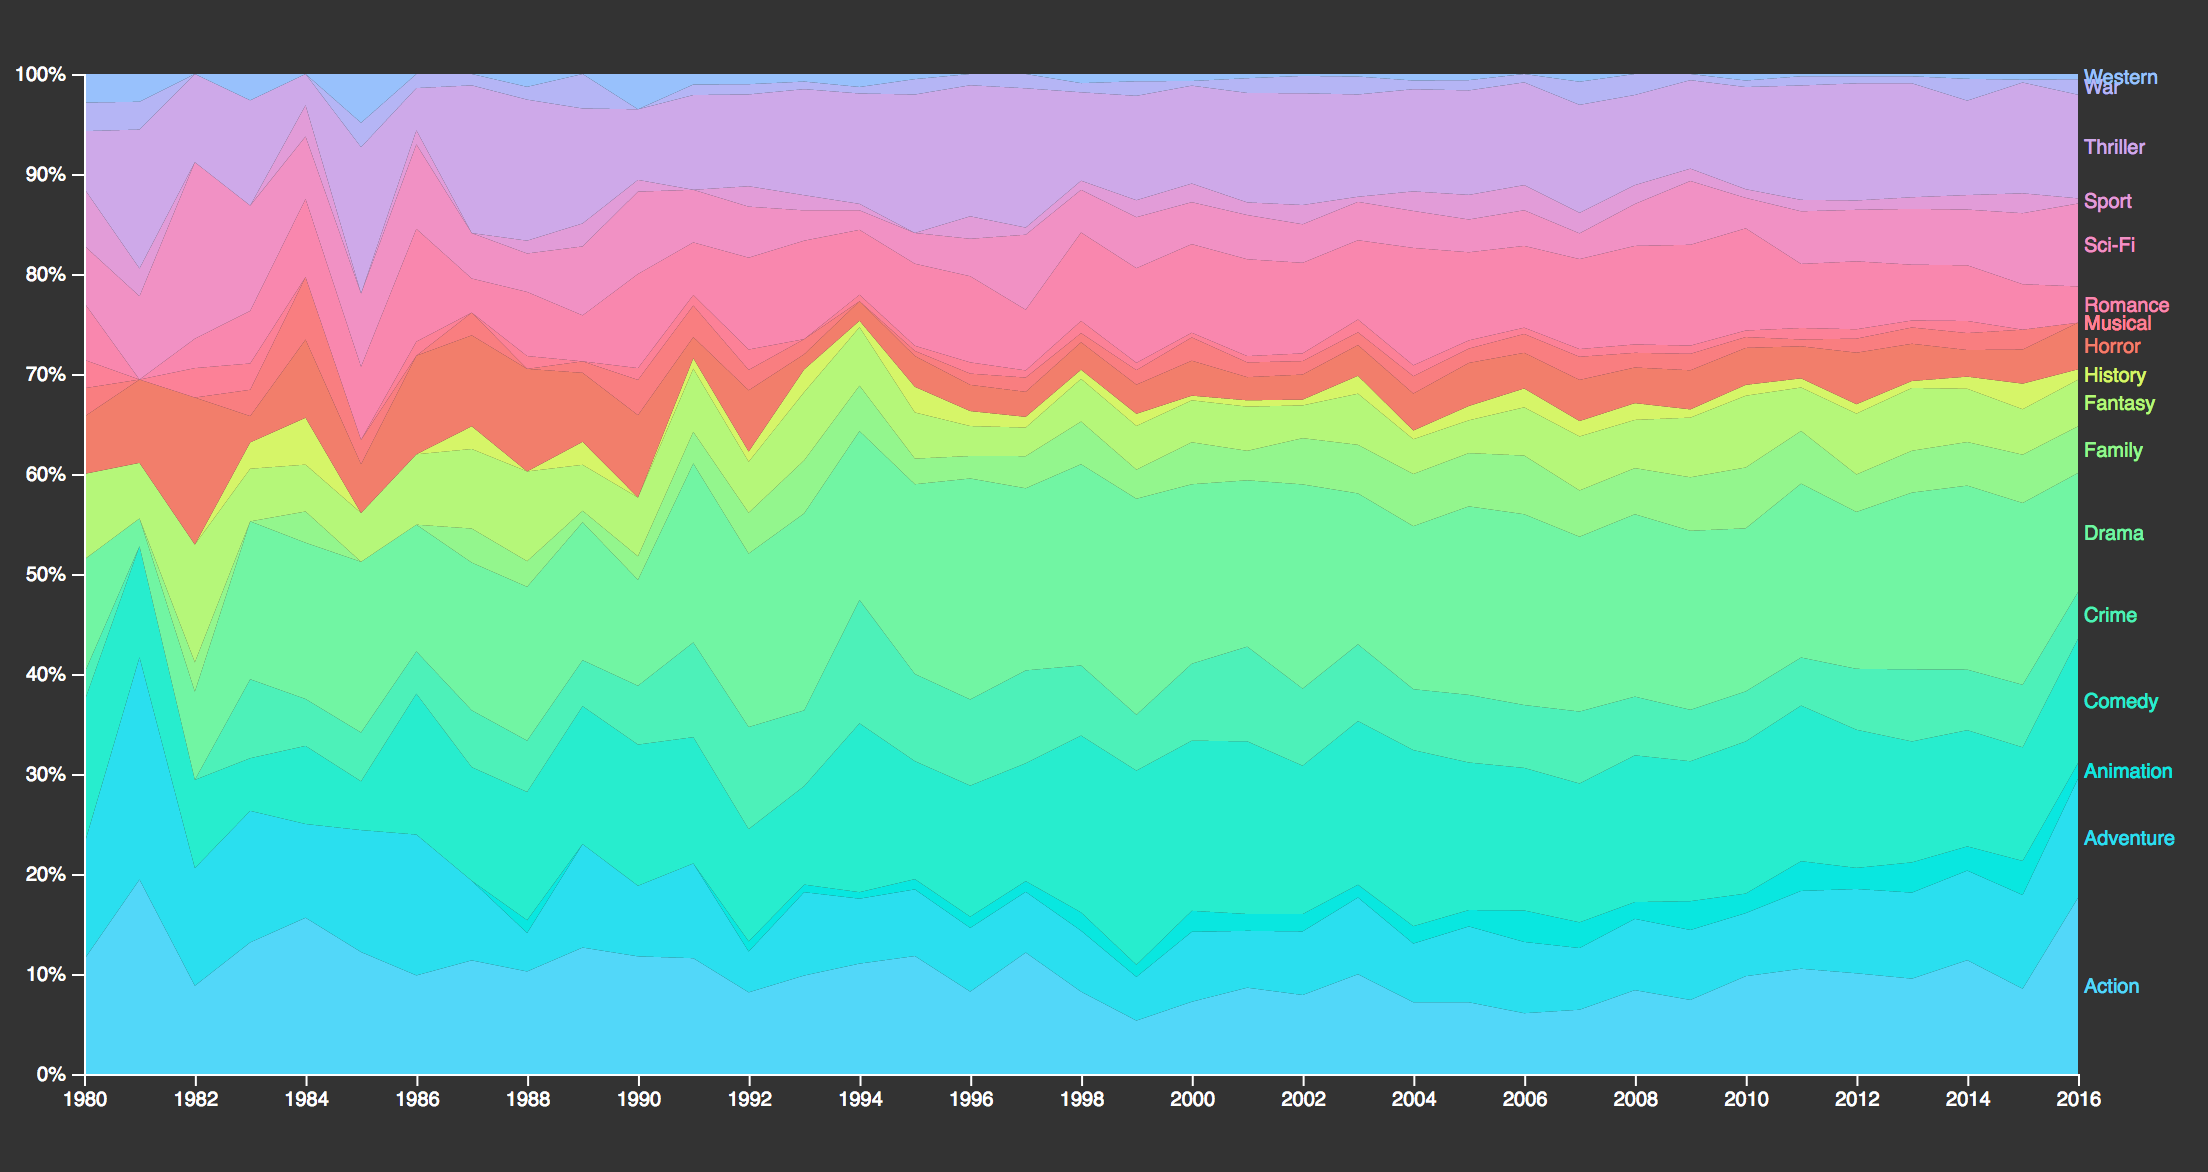 100%
90%
80%
70%
60%
50%
40%
30%
20%
10%
0%
1980 1982 1984 1986 1988 1990 1992 1994 1996 1998 2000 2002 2004 2006 2008 2010 2012 2014 2016
Western
War
Thriller
Sport
Sci-Fi
Romance
Musical
Horror
History
Fantasy
Family
Drama
Crime
Comedy
Animation
Adventure
Action